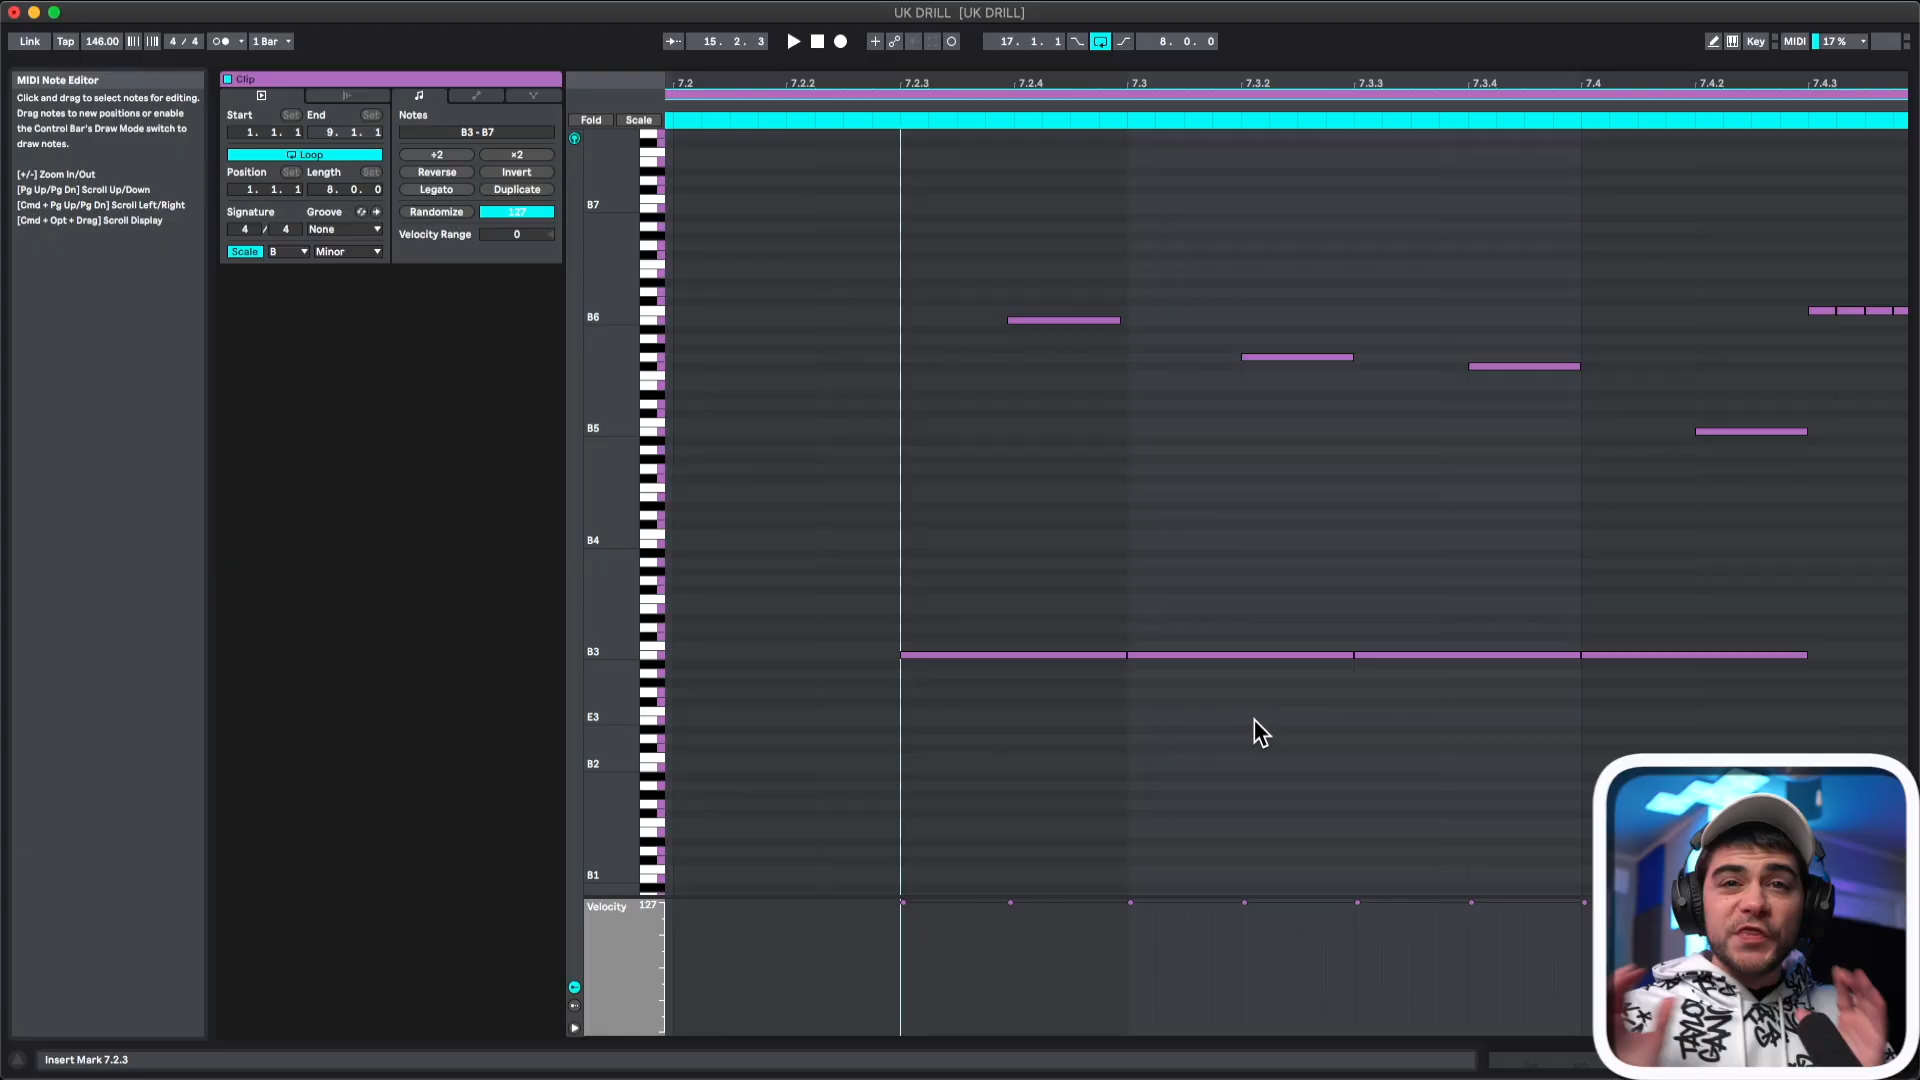 UK DRILL [UK DRILL]
Link Tap 146.00 4 / 4 1 Bar
15. 2. 3
17. 1. 1
8. 0. 0
Key MIDI 17 %
MIDI Note Editor
Click and drag to select notes for editing.
Drag notes to new positions or enable
the Control Bar's Draw Mode switch to
draw notes.
[+/-] Zoom In/Out
[Pg Up/Pg Dn] Scroll Up/Down
[Cmd + Pg Up/Pg Dn] Scroll Left/Right
[Cmd + Opt + Drag] Scroll Display
Clip
Start Set End Set
1. 1. 1 9. 1. 1
Loop
Position Set Length Set
1. 1. 1 8. 0. 0
Signature Groove
4 / 4 None
Scale B Minor
Notes
B3 - B7
÷2 ×2
Reverse Invert
Legato Duplicate
Randomize 127
Velocity Range 0
7.2 7.2.2 7.2.3 7.2.4 7.3 7.3.2 7.3.3 7.3.4 7.4 7.4.2 7.4.3
Fold Scale
B7
B6
B5
B4
B3
E3
B2
B1
Velocity 127
TAYLOR
GANG
Insert Mark 7.2.3